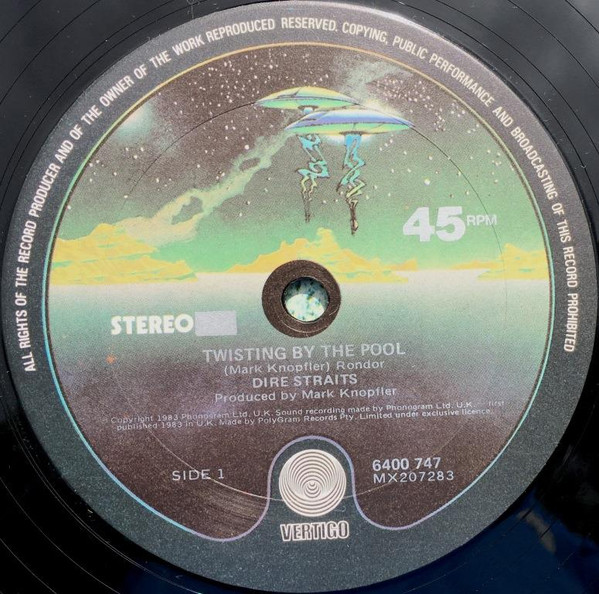 ALL RIGHTS OF THE RECORD PRODUCER AND OF THE OWNER OF THE WORK REPRODUCED RESERVED. COPYING, PUBLIC PERFORMANCE AND BROADCASTING OF THIS RECORD PROHIBITED
45 RPM
STEREO
TWISTING BY THE POOL
(Mark Knopfler) Rondor
DIRE STRAITS
Produced by Mark Knopfler
Copyright 1983 Phonogram Ltd. U.K. Sound recording made by Phonogram Ltd. U.K. first
published 1983 in U.K. Made by PolyGram Records Pty. Limited under exclusive licence.
SIDE 1
6400 747
MX207283
VERTIGO